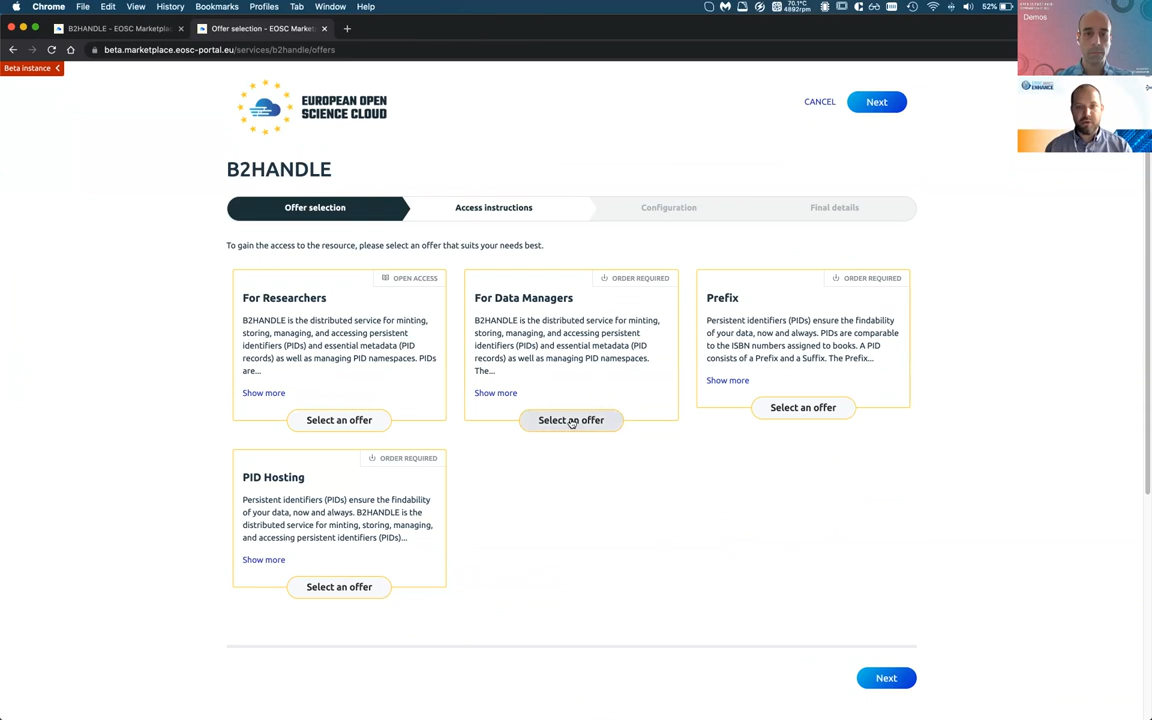 Chrome File Edit View History Bookmarks Profiles Tab Window Help
70.1°C
4892rpm
52%
B2HANDLE - EOSC Marketplac
Offer selection - EOSC Market
beta.marketplace.eosc-portal.eu/services/b2handle/offers
Demos
ENHANCE
Beta instance
EUROPEAN OPEN
SCIENCE CLOUD
CANCEL Next
B2HANDLE
Offer selection Access instructions Configuration Final details
To gain the access to the resource, please select an offer that suits your needs best.
OPEN ACCESS
For Researchers
B2HANDLE is the distributed service for minting,
storing, managing, and accessing persistent
identifiers (PIDs) and essential metadata (PID
records) as well as managing PID namespaces. PIDs
are...
Show more
Select an offer
ORDER REQUIRED
For Data Managers
B2HANDLE is the distributed service for minting,
storing, managing, and accessing persistent
identifiers (PIDs) and essential metadata (PID
records) as well as managing PID namespaces.
The...
Show more
Select an offer
ORDER REQUIRED
Prefix
Persistent identifiers (PIDs) ensure the findability
of your data, now and always. PIDs are comparable
to the ISBN numbers assigned to books. A PID
consists of a Prefix and a Suffix. The Prefix...
Show more
Select an offer
ORDER REQUIRED
PID Hosting
Persistent identifiers (PIDs) ensure the findability
of your data, now and always. B2HANDLE is the
distributed service for minting, storing, managing,
and accessing persistent identifiers (PIDs)...
Show more
Select an offer
Next